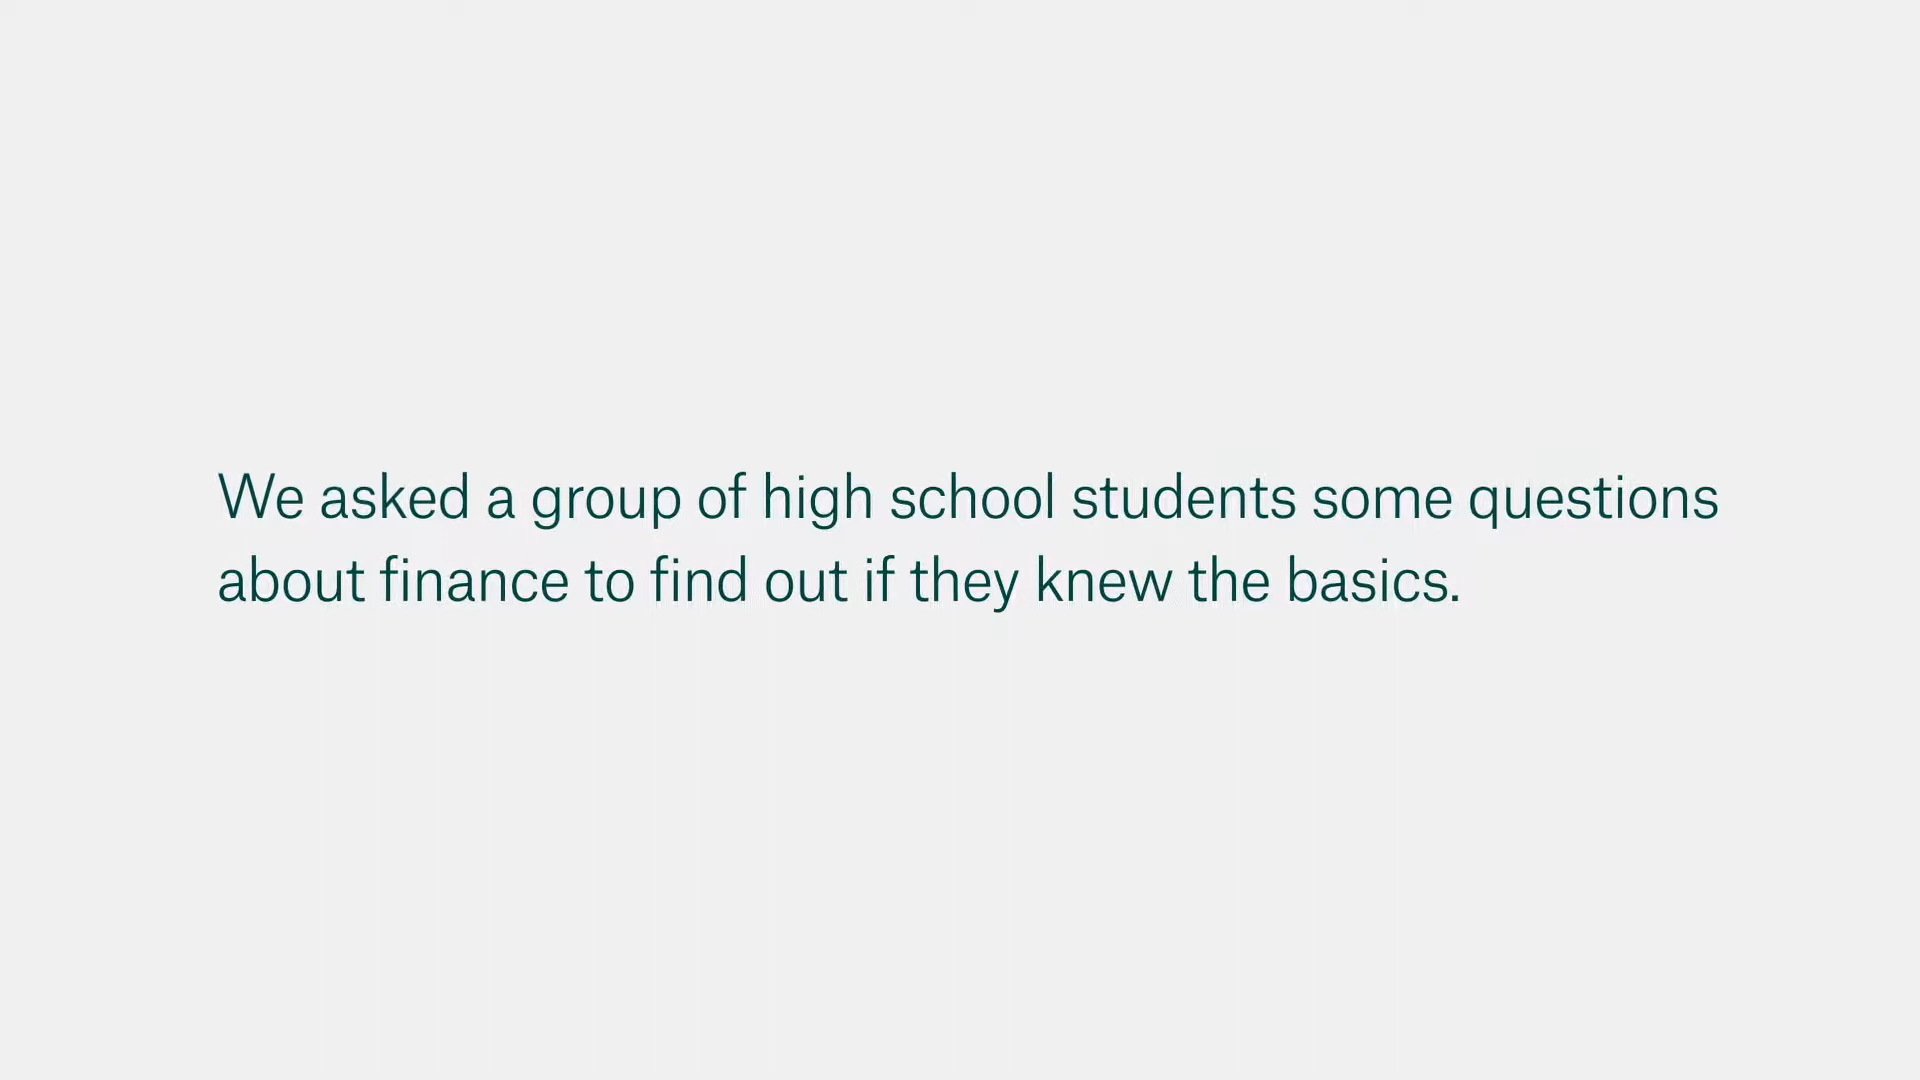 We asked a group of high school students some questions
about finance to find out if they knew the basics.